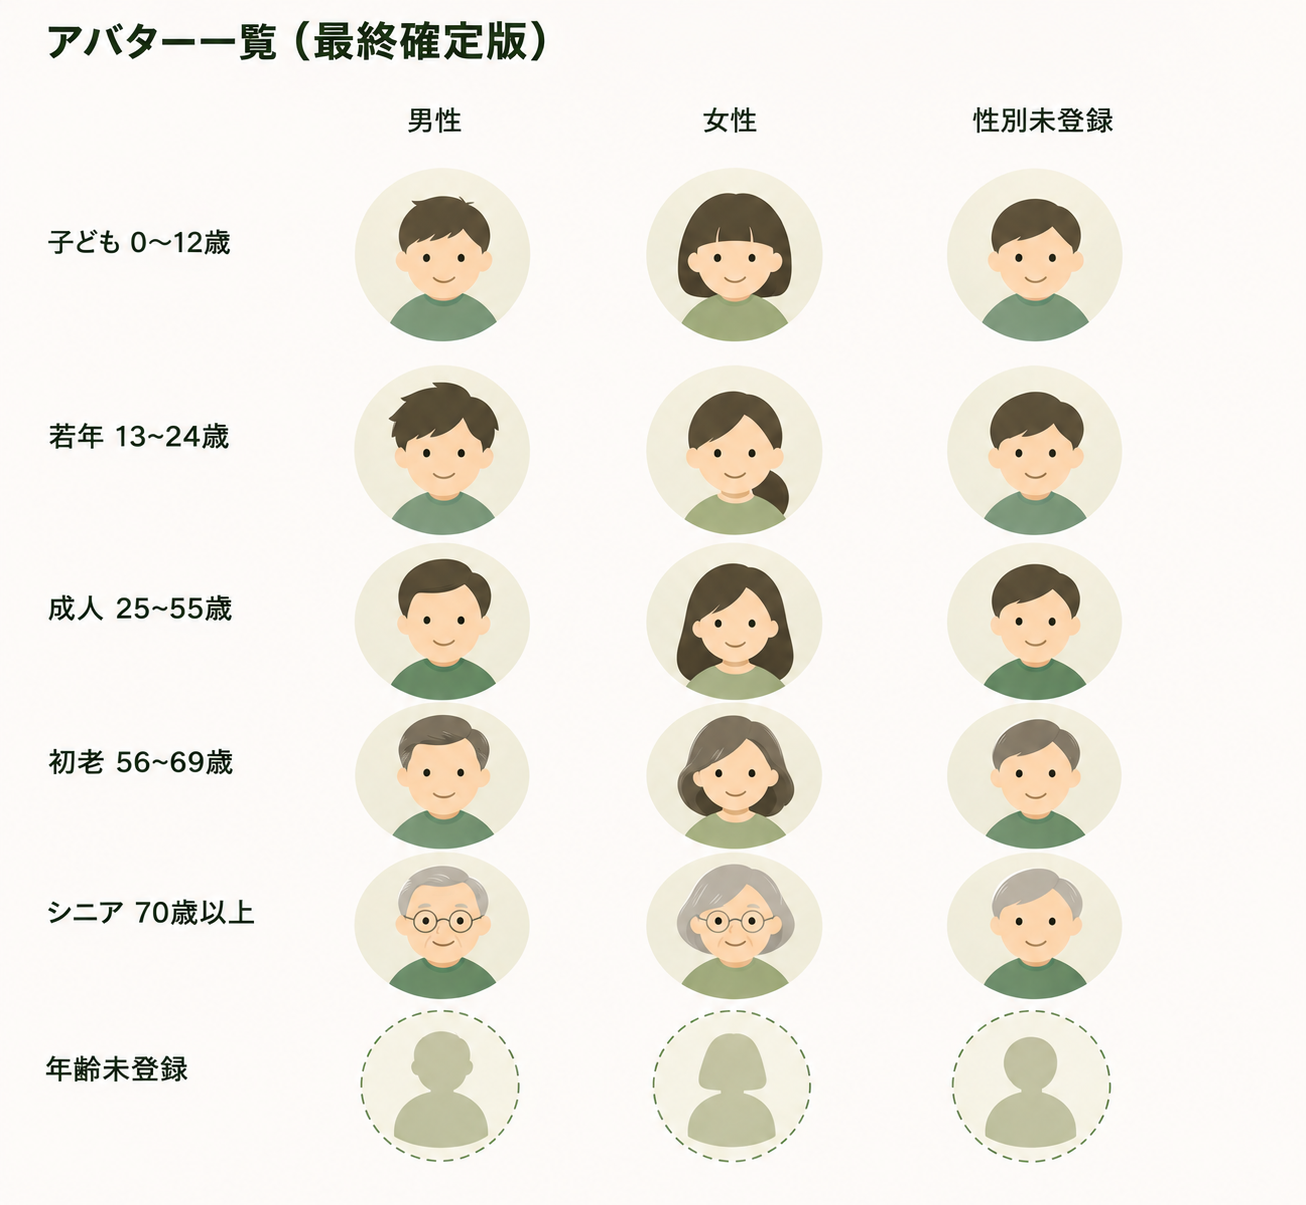 アバター一覧（最終確定版）
男性 女性 性別未登録
子ども 0〜12歳
若年 13~24歳
成人 25~55歳
初老 56~69歳
シニア 70歳以上
年齢未登録